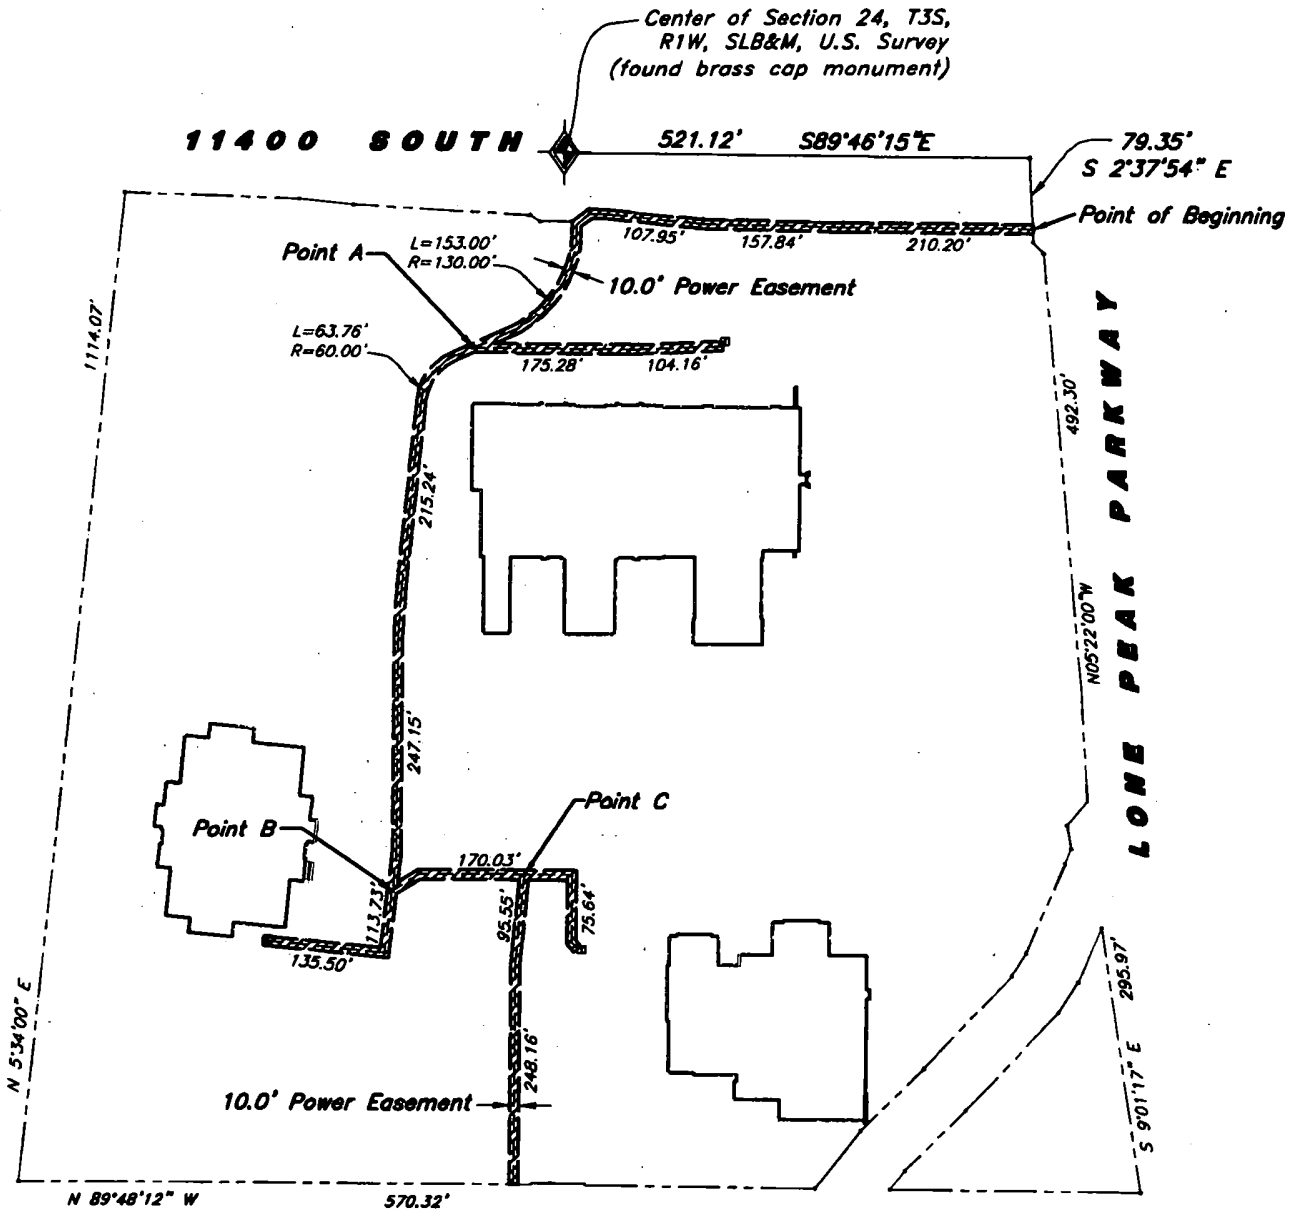 Center of Section 24, T3S,
R1W, SLB&M, U.S. Survey
(found brass cap monument)
11400 SOUTH
521.12' S89°46'15"E
79.35'
S 2°37'54" E
Point of Beginning
107.95'
157.84'
210.20'
Point A
L=153.00'
R=130.00'
10.0' Power Easement
L=63.76'
R=60.00'
175.28'
104.16'
1114.07'
N 5°34'00" E
492.30'
N05°22'00"W
LONE PEAK PARKWAY
215.24'
247.15'
Point B
Point C
170.03'
113.73'
95.55'
75.64'
135.50'
248.16'
10.0' Power Easement
295.97'
S 9°01'17" E
N 89°48'12" W
570.32'